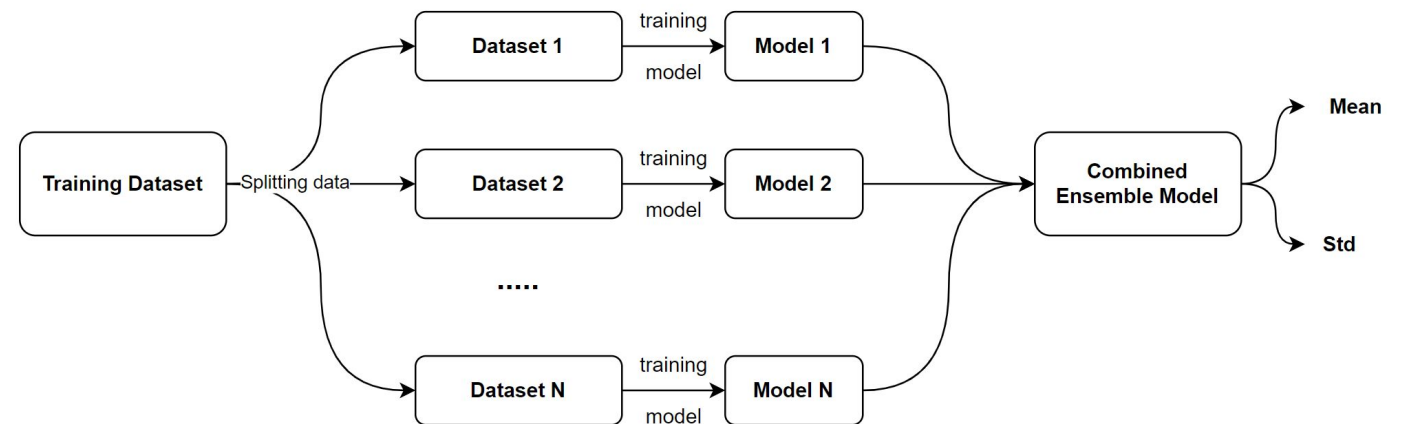 Training Dataset
Splitting data
Dataset 1
training
model
Model 1
Dataset 2
training
model
Model 2
.....
Dataset N
training
model
Model N
Combined
Ensemble Model
Mean
Std